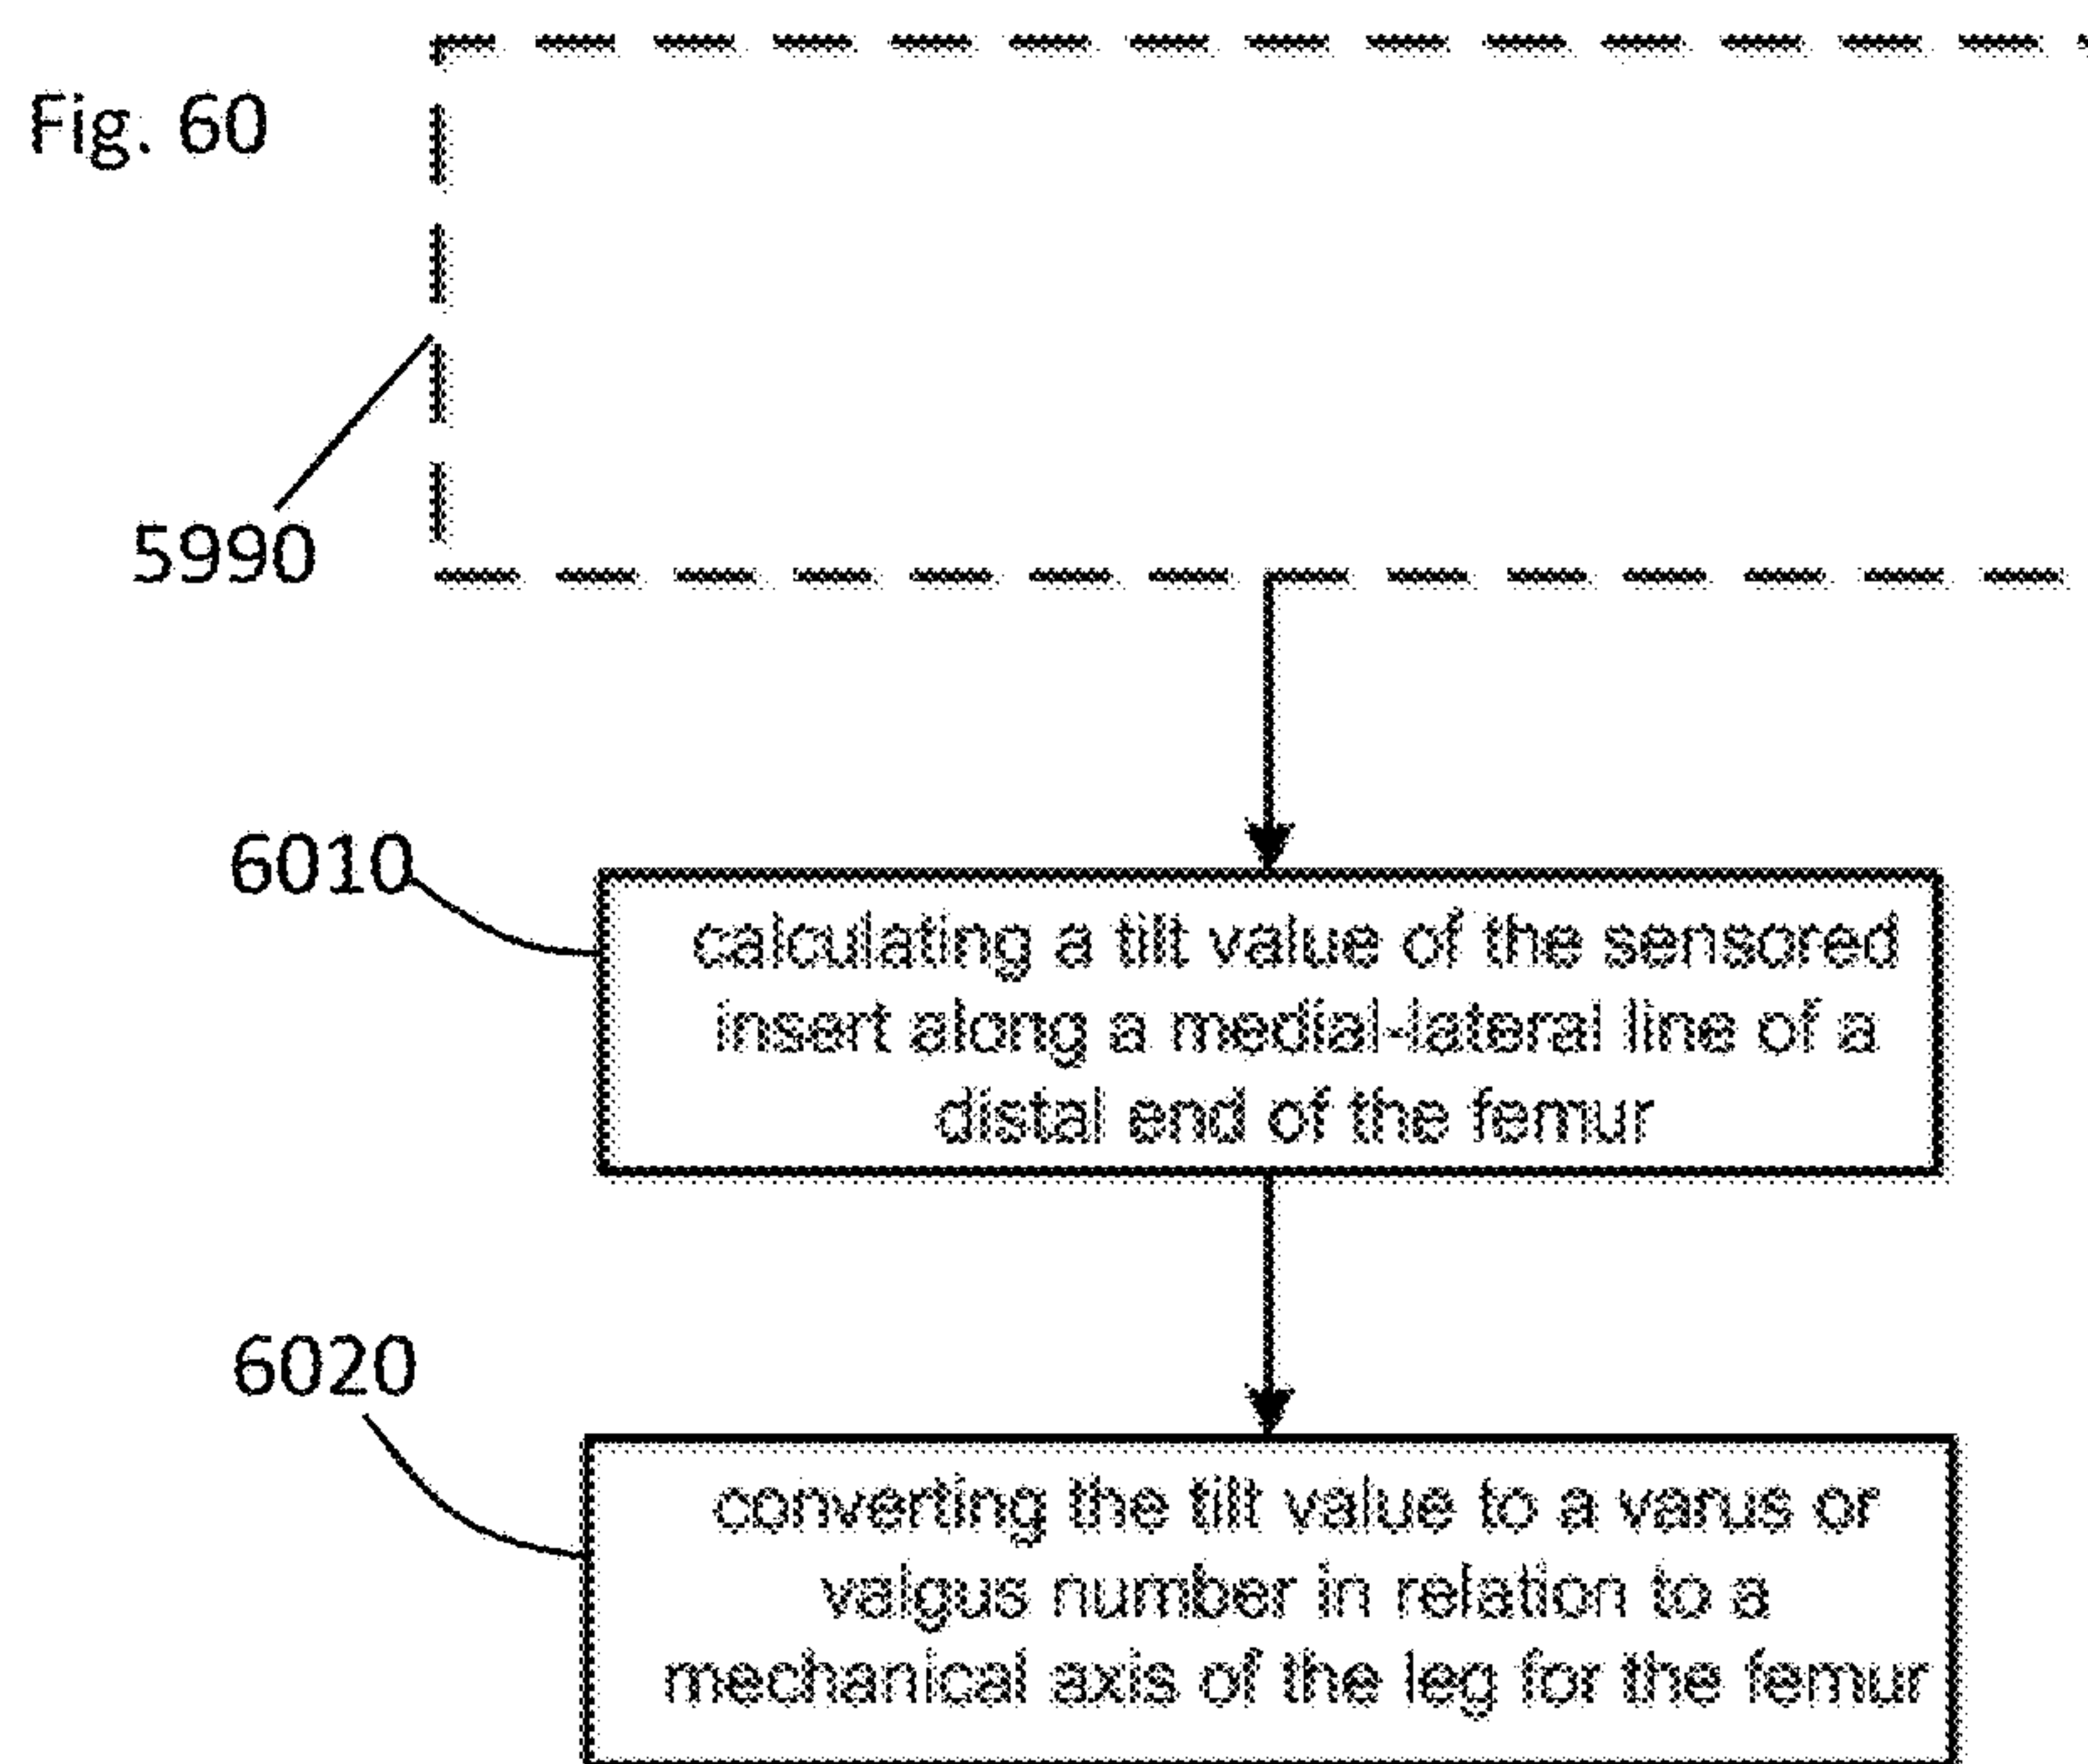 Fig. 60
5990
6010
calculating a tilt value of the sensored
insert along a medial-lateral line of a
distal end of the femur
6020
converting the tilt value to a varus or
valgus number in relation to a
mechanical axis of the leg for the femur